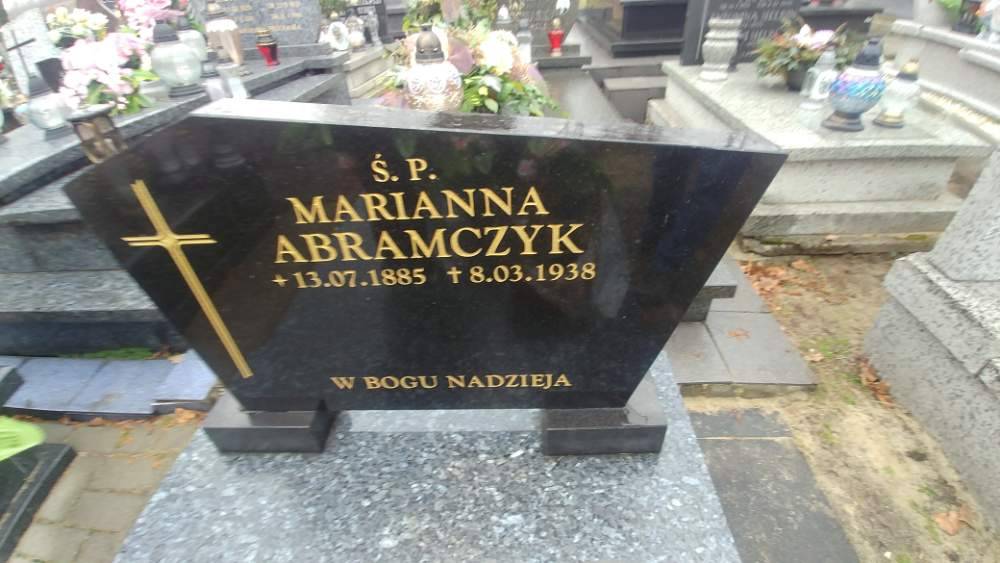 Ś. P.
MARIANNA
ABRAMCZYK
+ 13.07.1885 † 8.03.1938
W BOGU NADZIEJA